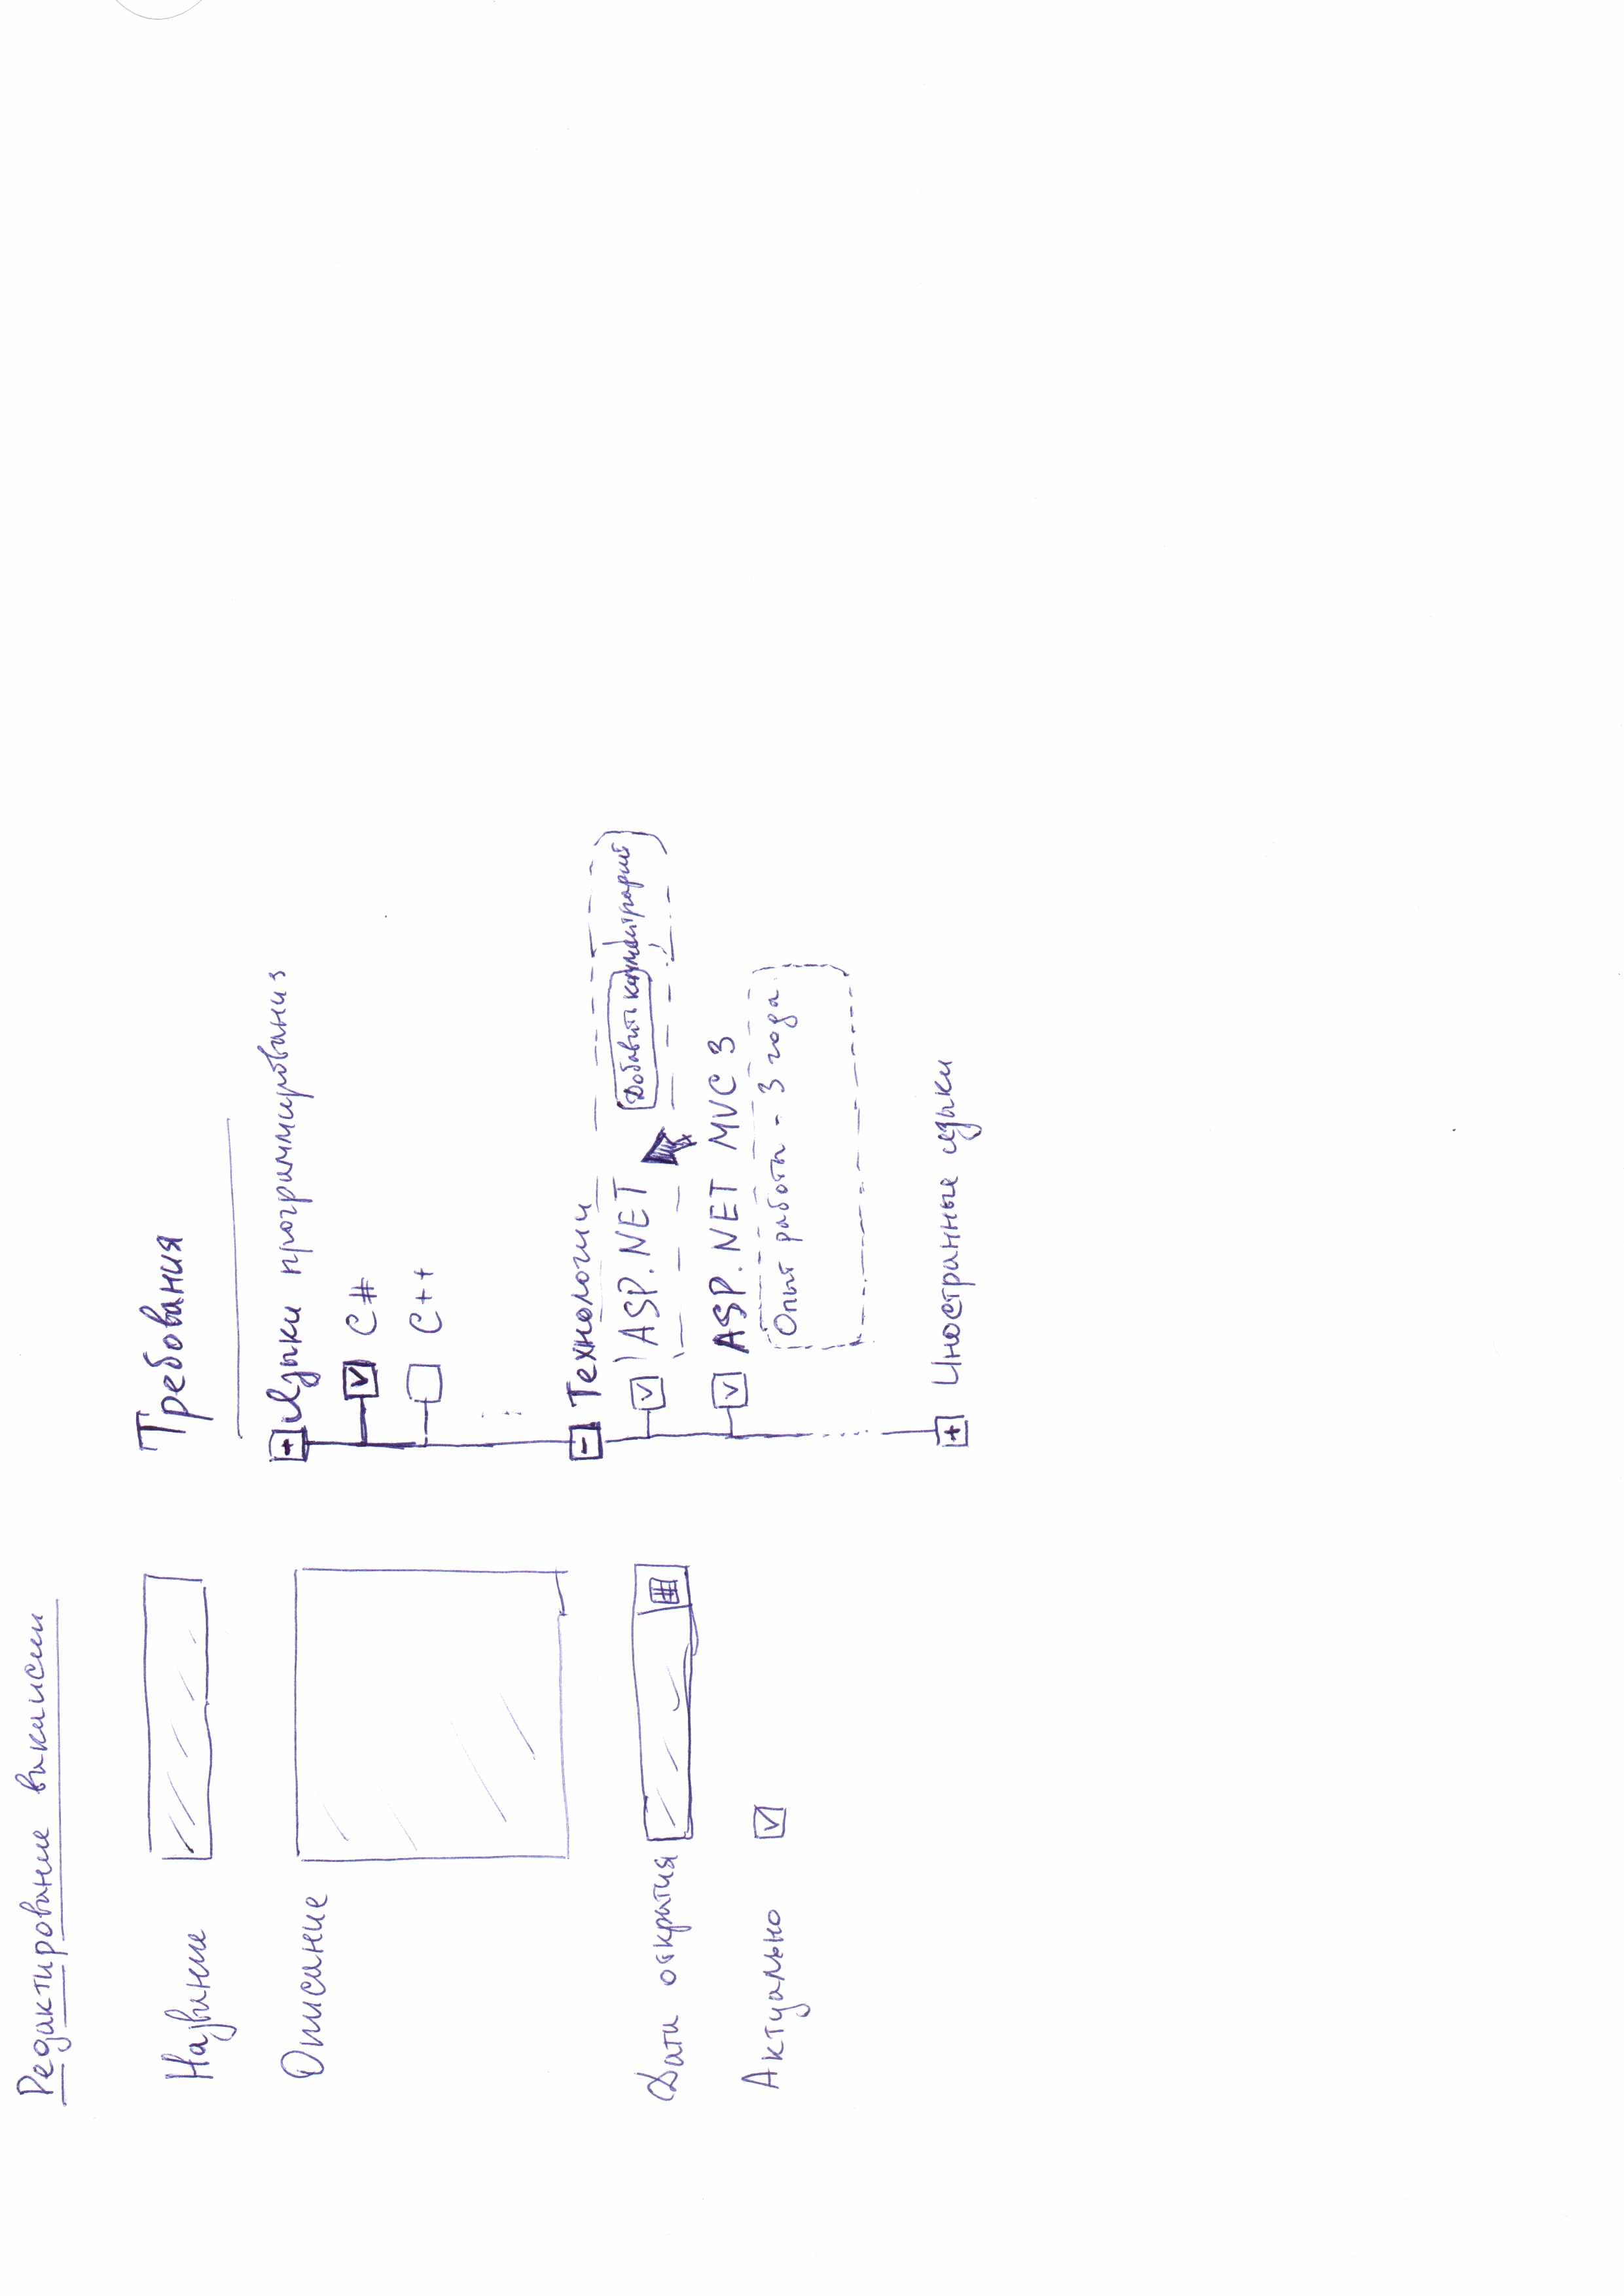 Редактирование вакансии
Название
Описание
Дата открытия
Актуально
Требования
Языки программирования
C#
C++
Технологии
ASP.NET
Добавить комментарий
ASP.NET MVC 3
Опыт работы - 3 года
Иностранные языки